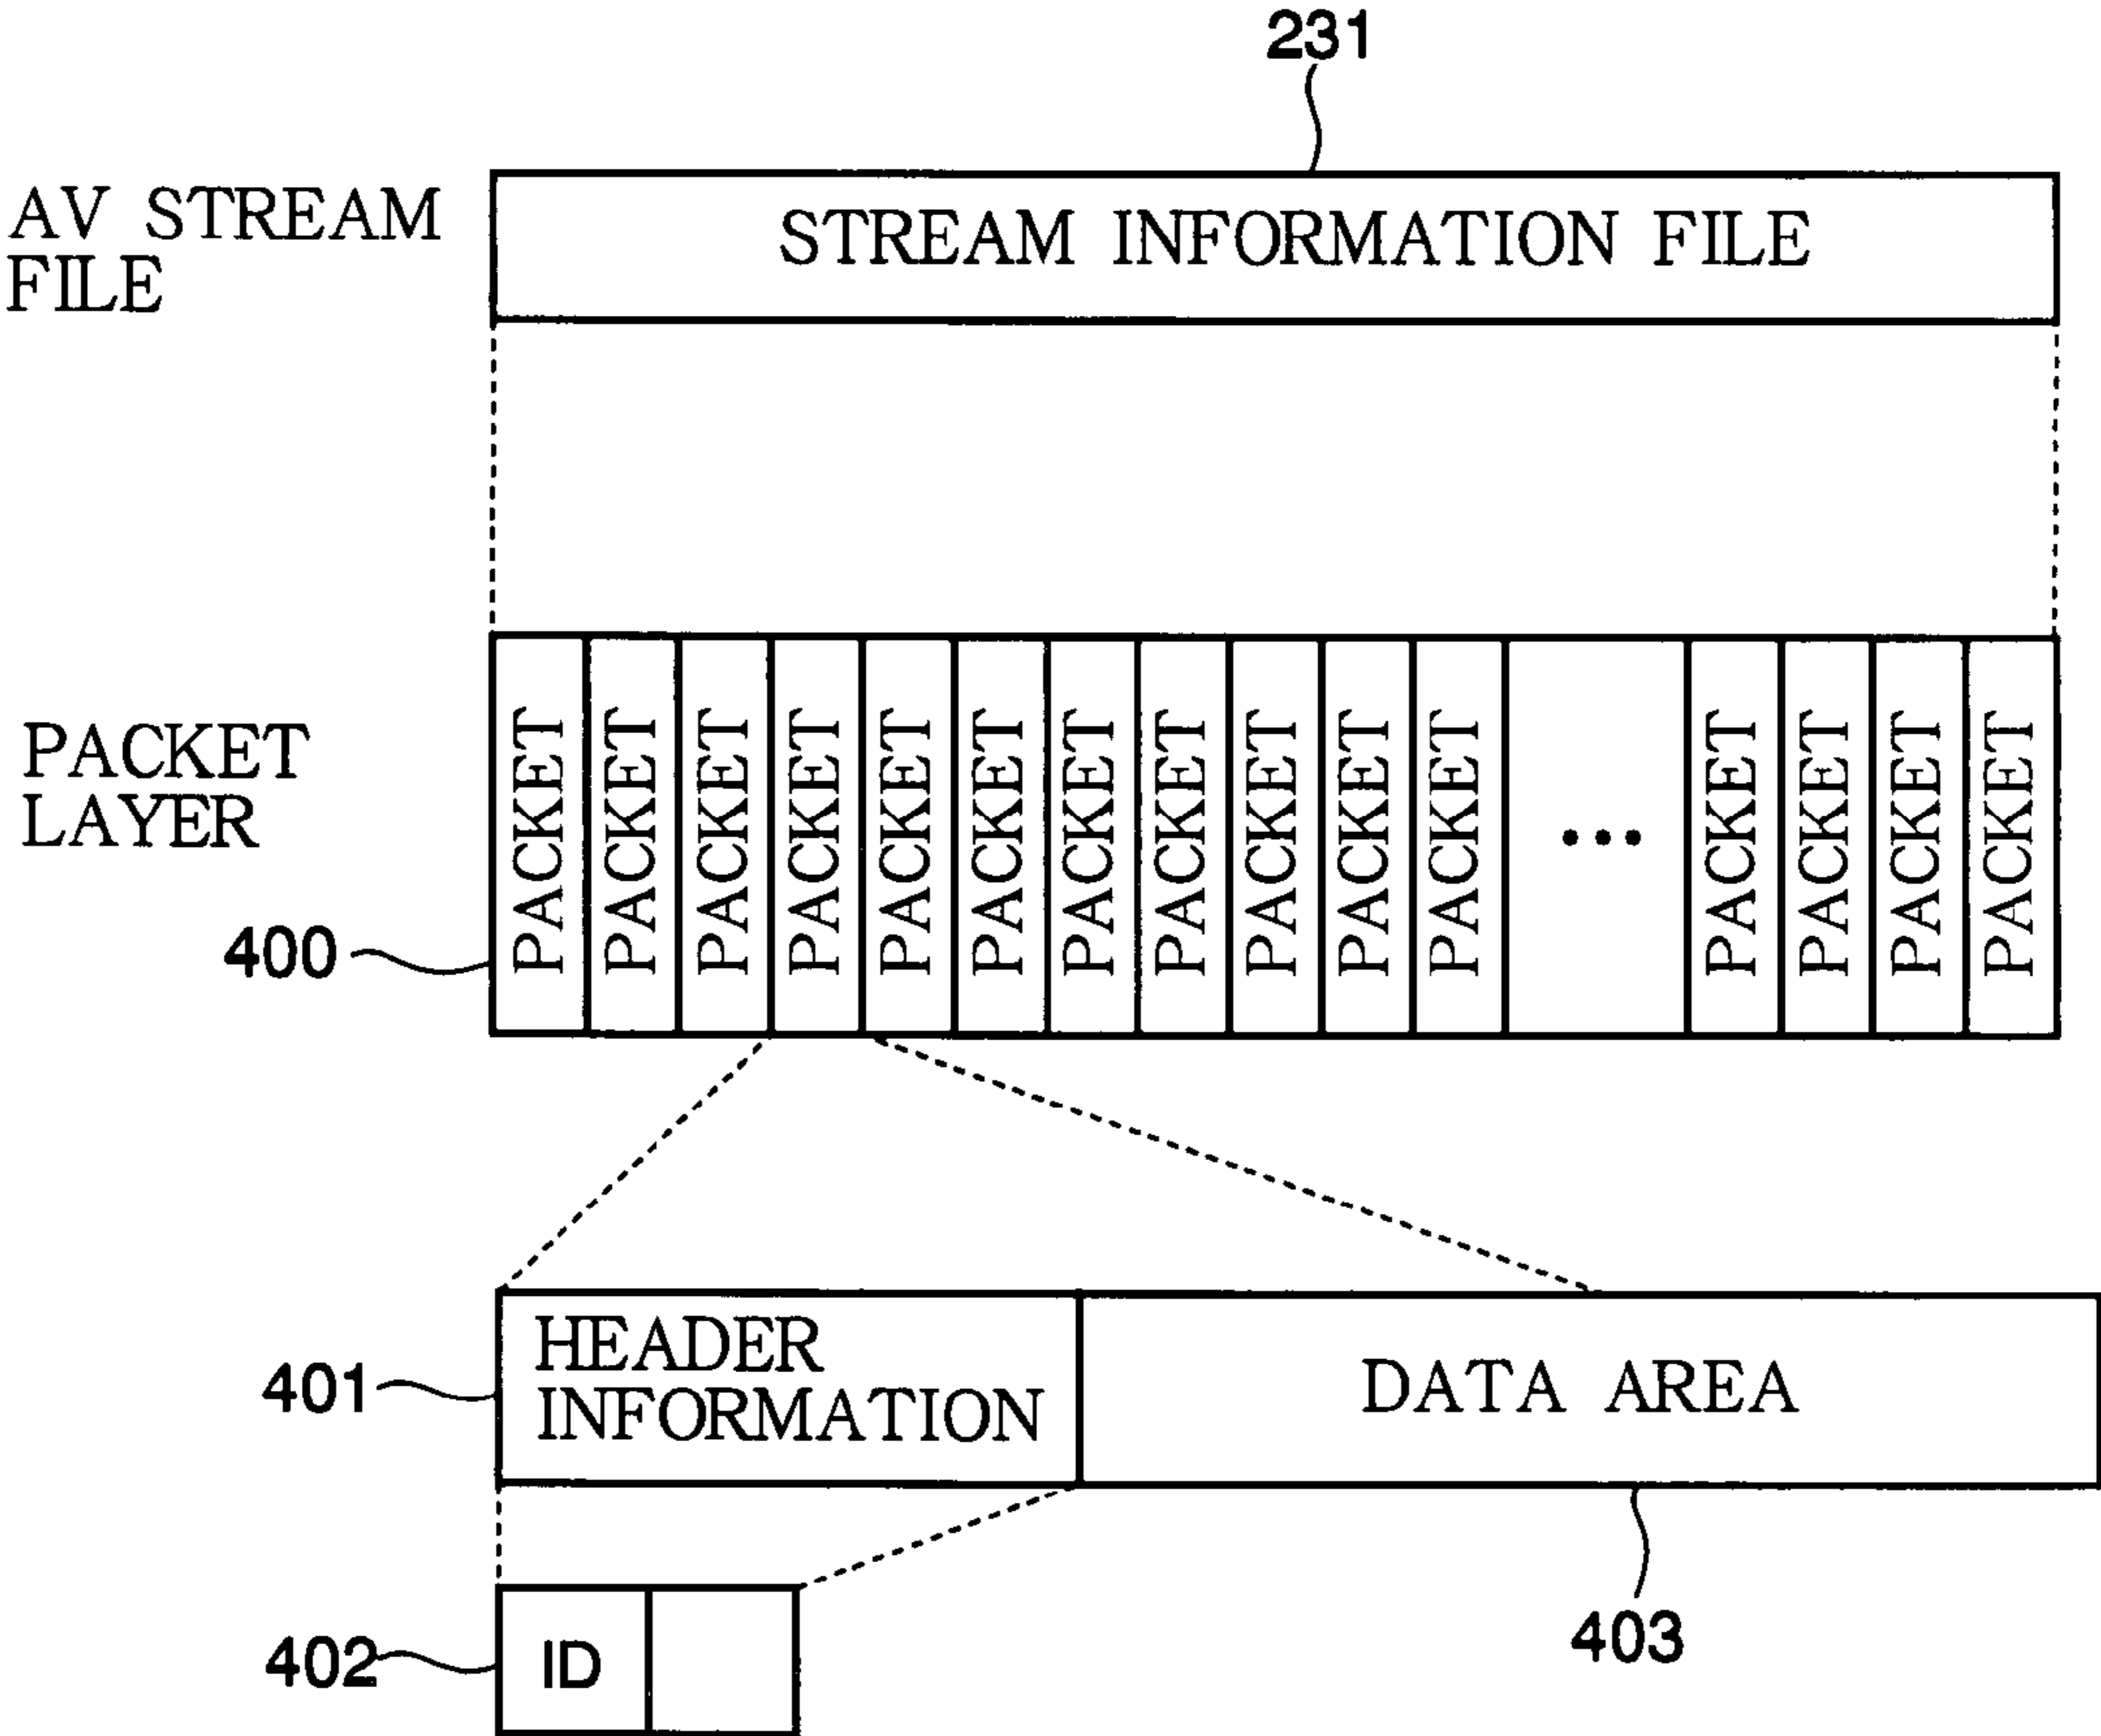 231
AV STREAM
FILE
STREAM INFORMATION FILE
PACKET
LAYER
400
PACKET
PACKET
PACKET
PACKET
PACKET
PACKET
PACKET
PACKET
PACKET
PACKET
PACKET
...
PACKET
PACKET
PACKET
PACKET
401
HEADER
INFORMATION
DATA AREA
402
ID
403